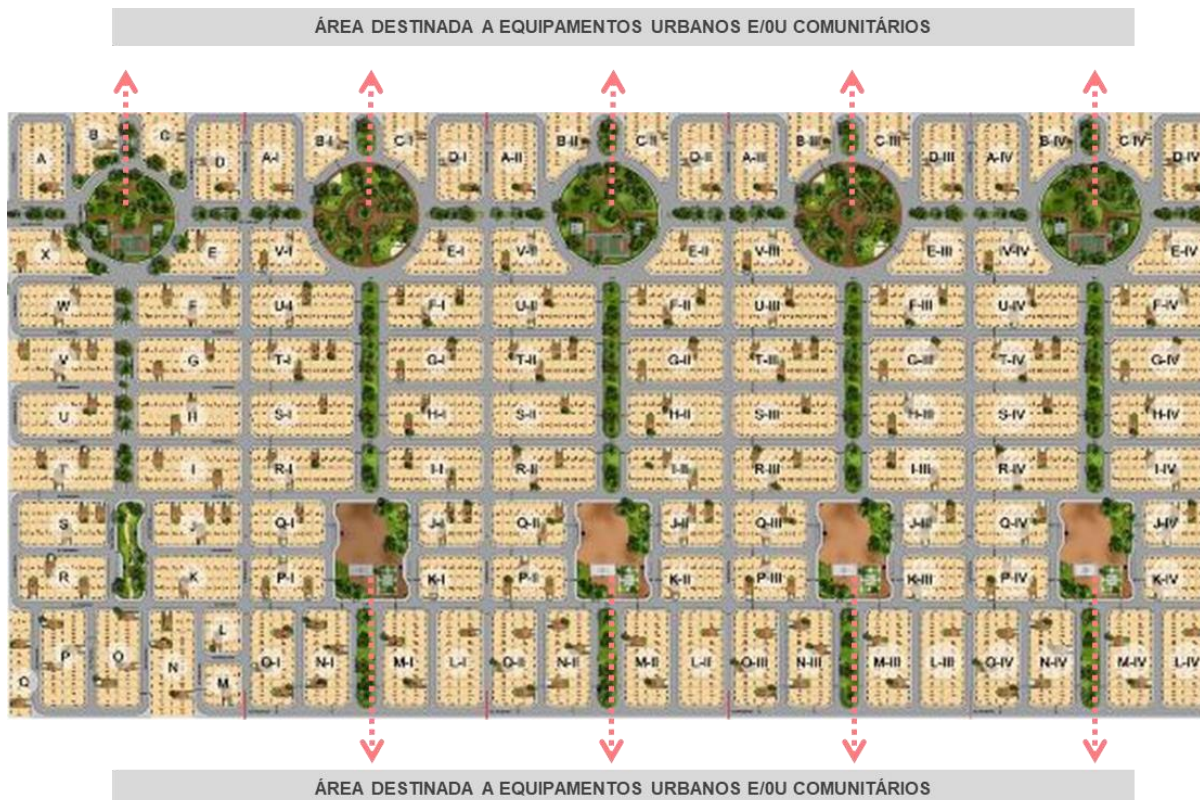 ÁREA DESTINADA A EQUIPAMENTOS URBANOS E/0U COMUNITÁRIOS
A B C D A-I B-I C-I D-I A-II B-II C-II D-II A-III B-III C-III D-III A-IV B-IV C-IV D-IV
X E V-I E-I V-II E-II V-III E-III IV-IV E-IV
W F U-I F-I U-II F-II U-III F-III U-IV F-IV
V G T-I G-I T-II G-II T-III G-III T-IV G-IV
U H S-I H-I S-II H-II S-III H-III S-IV H-IV
T I R-I I-I R-II I-II R-III I-III R-IV I-IV
S J Q-I J-I Q-II J-II Q-III J-III Q-IV J-IV
R K P-I K-I P-II K-II P-III K-III P-IV K-IV
L
Q P O N O-I N-I M-I L-I O-II N-II M-II L-II O-III N-III M-III L-III O-IV N-IV M-IV L-IV
M
ÁREA DESTINADA A EQUIPAMENTOS URBANOS E/0U COMUNITÁRIOS